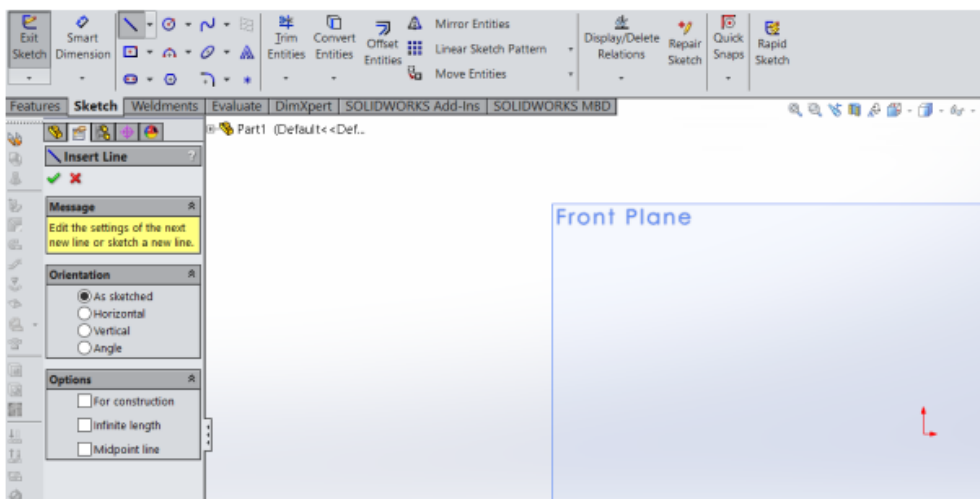 Exit Sketch
Smart Dimension
Trim Entities
Convert Entities
Offset Entities
Mirror Entities
Linear Sketch Pattern
Move Entities
Display/Delete Relations
Repair Sketch
Quick Snaps
Rapid Sketch
Features Sketch Weldments Evaluate DimXpert SOLIDWORKS Add-Ins SOLIDWORKS MBD
Part1 (Default<<Def...
Insert Line ?
Message
Edit the settings of the next
new line or sketch a new line.
Front Plane
Orientation
As sketched
Horizontal
Vertical
Angle
Options
For construction
Infinite length
Midpoint line